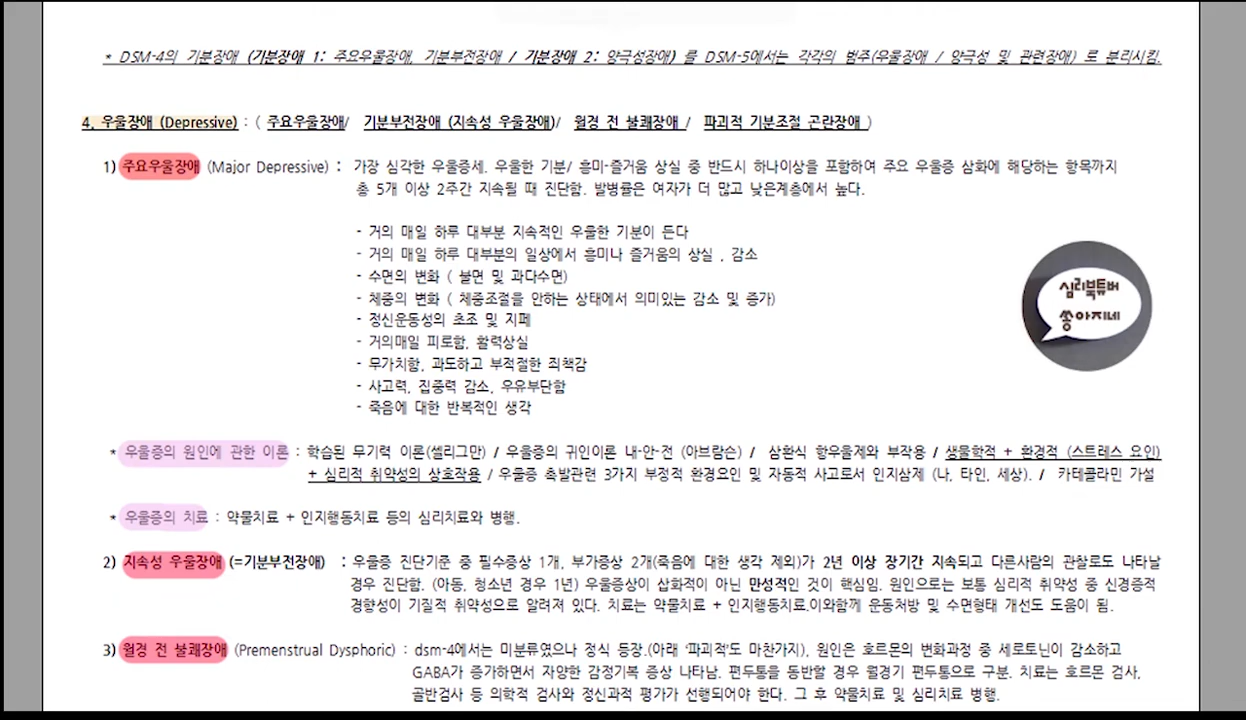 * DSM-4의 기분장애 (기분장애 1: 주요우울장애, 기분부전장애 / 기분장애 2: 양극성장애) 를 DSM-5에서는 각각의 범주(우울장애 / 양극성 및 관련장애) 로 분리시킴.
4. 우울장애 (Depressive) : ( 주요우울장애/ 기분부전장애 (지속성 우울장애)/ 월경 전 불쾌장애 / 파괴적 기분조절 곤란장애 )
1) 주요우울장애 (Major Depressive) : 가장 심각한 우울증세. 우울한 기분/ 흥미-즐거움 상실 중 반드시 하나이상을 포함하여 주요 우울증 삽화에 해당하는 항목까지
총 5개 이상 2주간 지속될 때 진단함. 발병률은 여자가 더 많고 낮은계층에서 높다.
- 거의 매일 하루 대부분 지속적인 우울한 기분이 든다
- 거의 매일 하루 대부분의 일상에서 흥미나 즐거움의 상실 , 감소
- 수면의 변화 ( 불면 및 과다수면)
- 체중의 변화 ( 체중조절을 안하는 상태에서 의미있는 감소 및 증가)
- 정신운동성의 초조 및 지폐
- 거의매일 피로함, 활력상실
- 무가치함, 과도하고 부적절한 죄책감
- 사고력, 집중력 감소, 우유부단함
- 죽음에 대한 반복적인 생각
심리북튜버
쏭아지네
* 우울증의 원인에 관한 이론 : 학습된 무기력 이론(셀리그만) / 우울증의 귀인이론 내-안-전 (아브람슨) / 삼환식 항우울제와 부작용 / 생물학적 + 환경적 (스트레스 요인)
+ 심리적 취약성의 상호작용 / 우울증 촉발관련 3가지 부정적 환경요인 및 자동적 사고로서 인지삼제 (나, 타인, 세상). / 카테콜라민 가설
* 우울증의 치료 : 약물치료 + 인지행동치료 등의 심리치료와 병행.
2) 지속성 우울장애 (=기분부전장애) : 우울증 진단기준 중 필수증상 1개, 부가증상 2개(죽음에 대한 생각 제외)가 2년 이상 장기간 지속되고 다른사람의 관찰로도 나타날
경우 진단함. (아동, 청소년 경우 1년) 우울증상이 삽화적이 아닌 만성적인 것이 핵심임. 원인으로는 보통 심리적 취약성 중 신경증적
경향성이 기질적 취약성으로 알려져 있다. 치료는 약물치료 + 인지행동치료.이와함께 운동처방 및 수면형태 개선도 도움이 됨.
3) 월경 전 불쾌장애 (Premenstrual Dysphoric) : dsm-4에서는 미분류였으나 정식 등장.(아래 '파괴적'도 마찬가지), 원인은 호르몬의 변화과정 중 세로토닌이 감소하고
GABA가 증가하면서 자양한 감정기복 증상 나타남. 편두통을 동반할 경우 월경기 편두통으로 구분. 치료는 호르몬 검사,
골반검사 등 의학적 검사와 정신과적 평가가 선행되어야 한다. 그 후 약물치료 및 심리치료 병행.